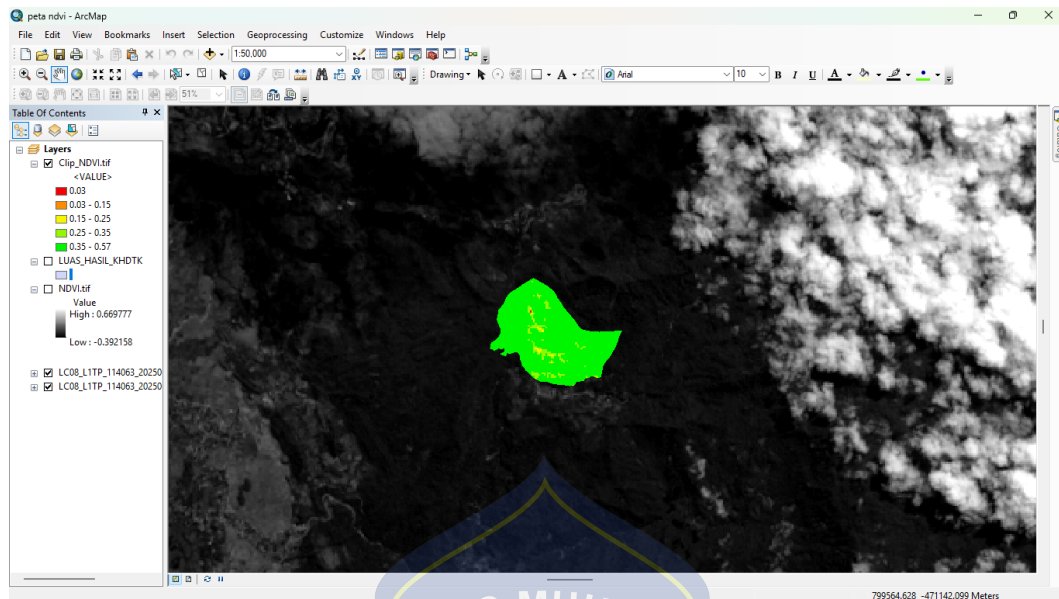 peta ndvi - ArcMap
File Edit View Bookmarks Insert Selection Geoprocessing Customize Windows Help
1:50,000
Drawing
Arial
10
B I U A
51%
Table Of Contents
Layers
Clip_NDVI.tif
<VALUE>
0.03
0.03 - 0.15
0.15 - 0.25
0.25 - 0.35
0.35 - 0.57
LUAS_HASIL_KHDTK
NDVI.tif
Value
High : 0.669777
Low : -0.392158
LC08_L1TP_114063_20250
LC08_L1TP_114063_20250
799564.628 -471142.099 Meters